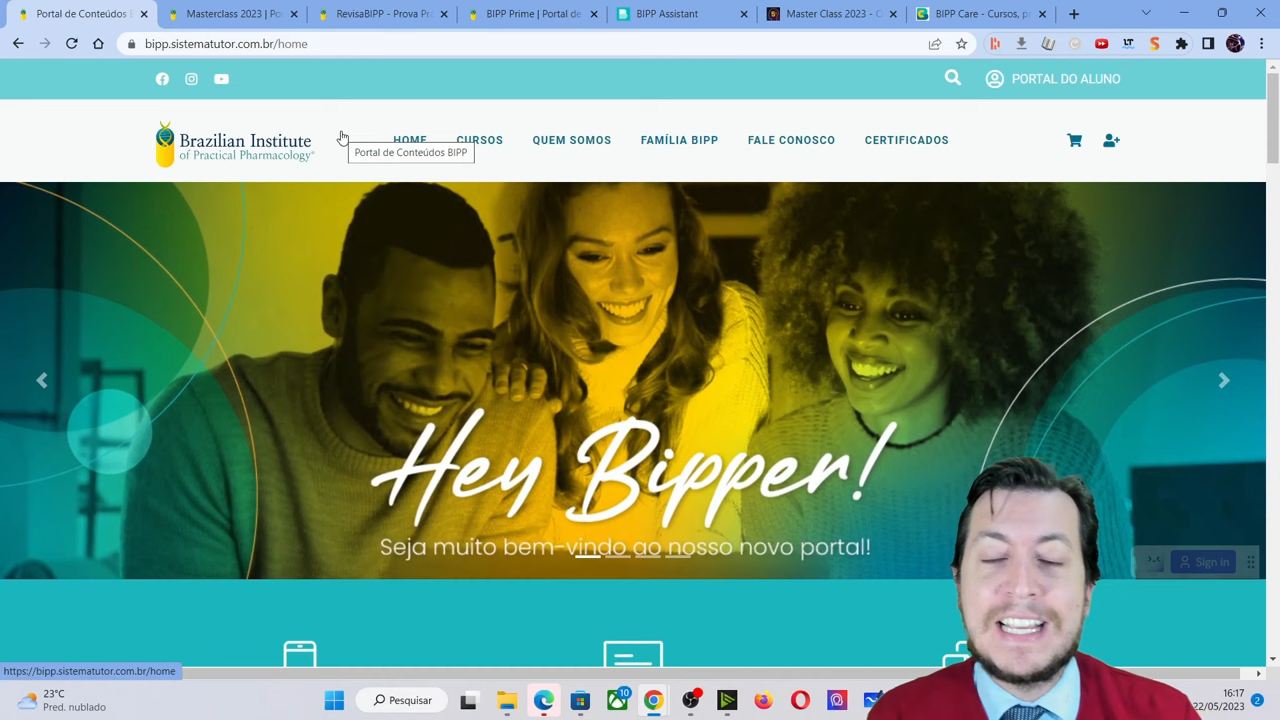 Portal de Conteúdos B
Masterclass 2023 | Po
RevisaBIPP - Prova Pr
BIPP Prime | Portal de
BIPP Assistant
Master Class 2023 - G
BIPP Care - Cursos, pr
bipp.sistematutor.com.br/home
PORTAL DO ALUNO
Brazilian Institute
of Practical Pharmacology®
HOME
CURSOS
QUEM SOMOS
FAMÍLIA BIPP
FALE CONOSCO
CERTIFICADOS
Portal de Conteúdos BIPP
Hey Bipper!
Seja muito bem-vindo ao nosso novo portal!
Sign in
https://bipp.sistematutor.com.br/home
23°C
Pred. nublado
Pesquisar
10
16:17
22/05/2023
2